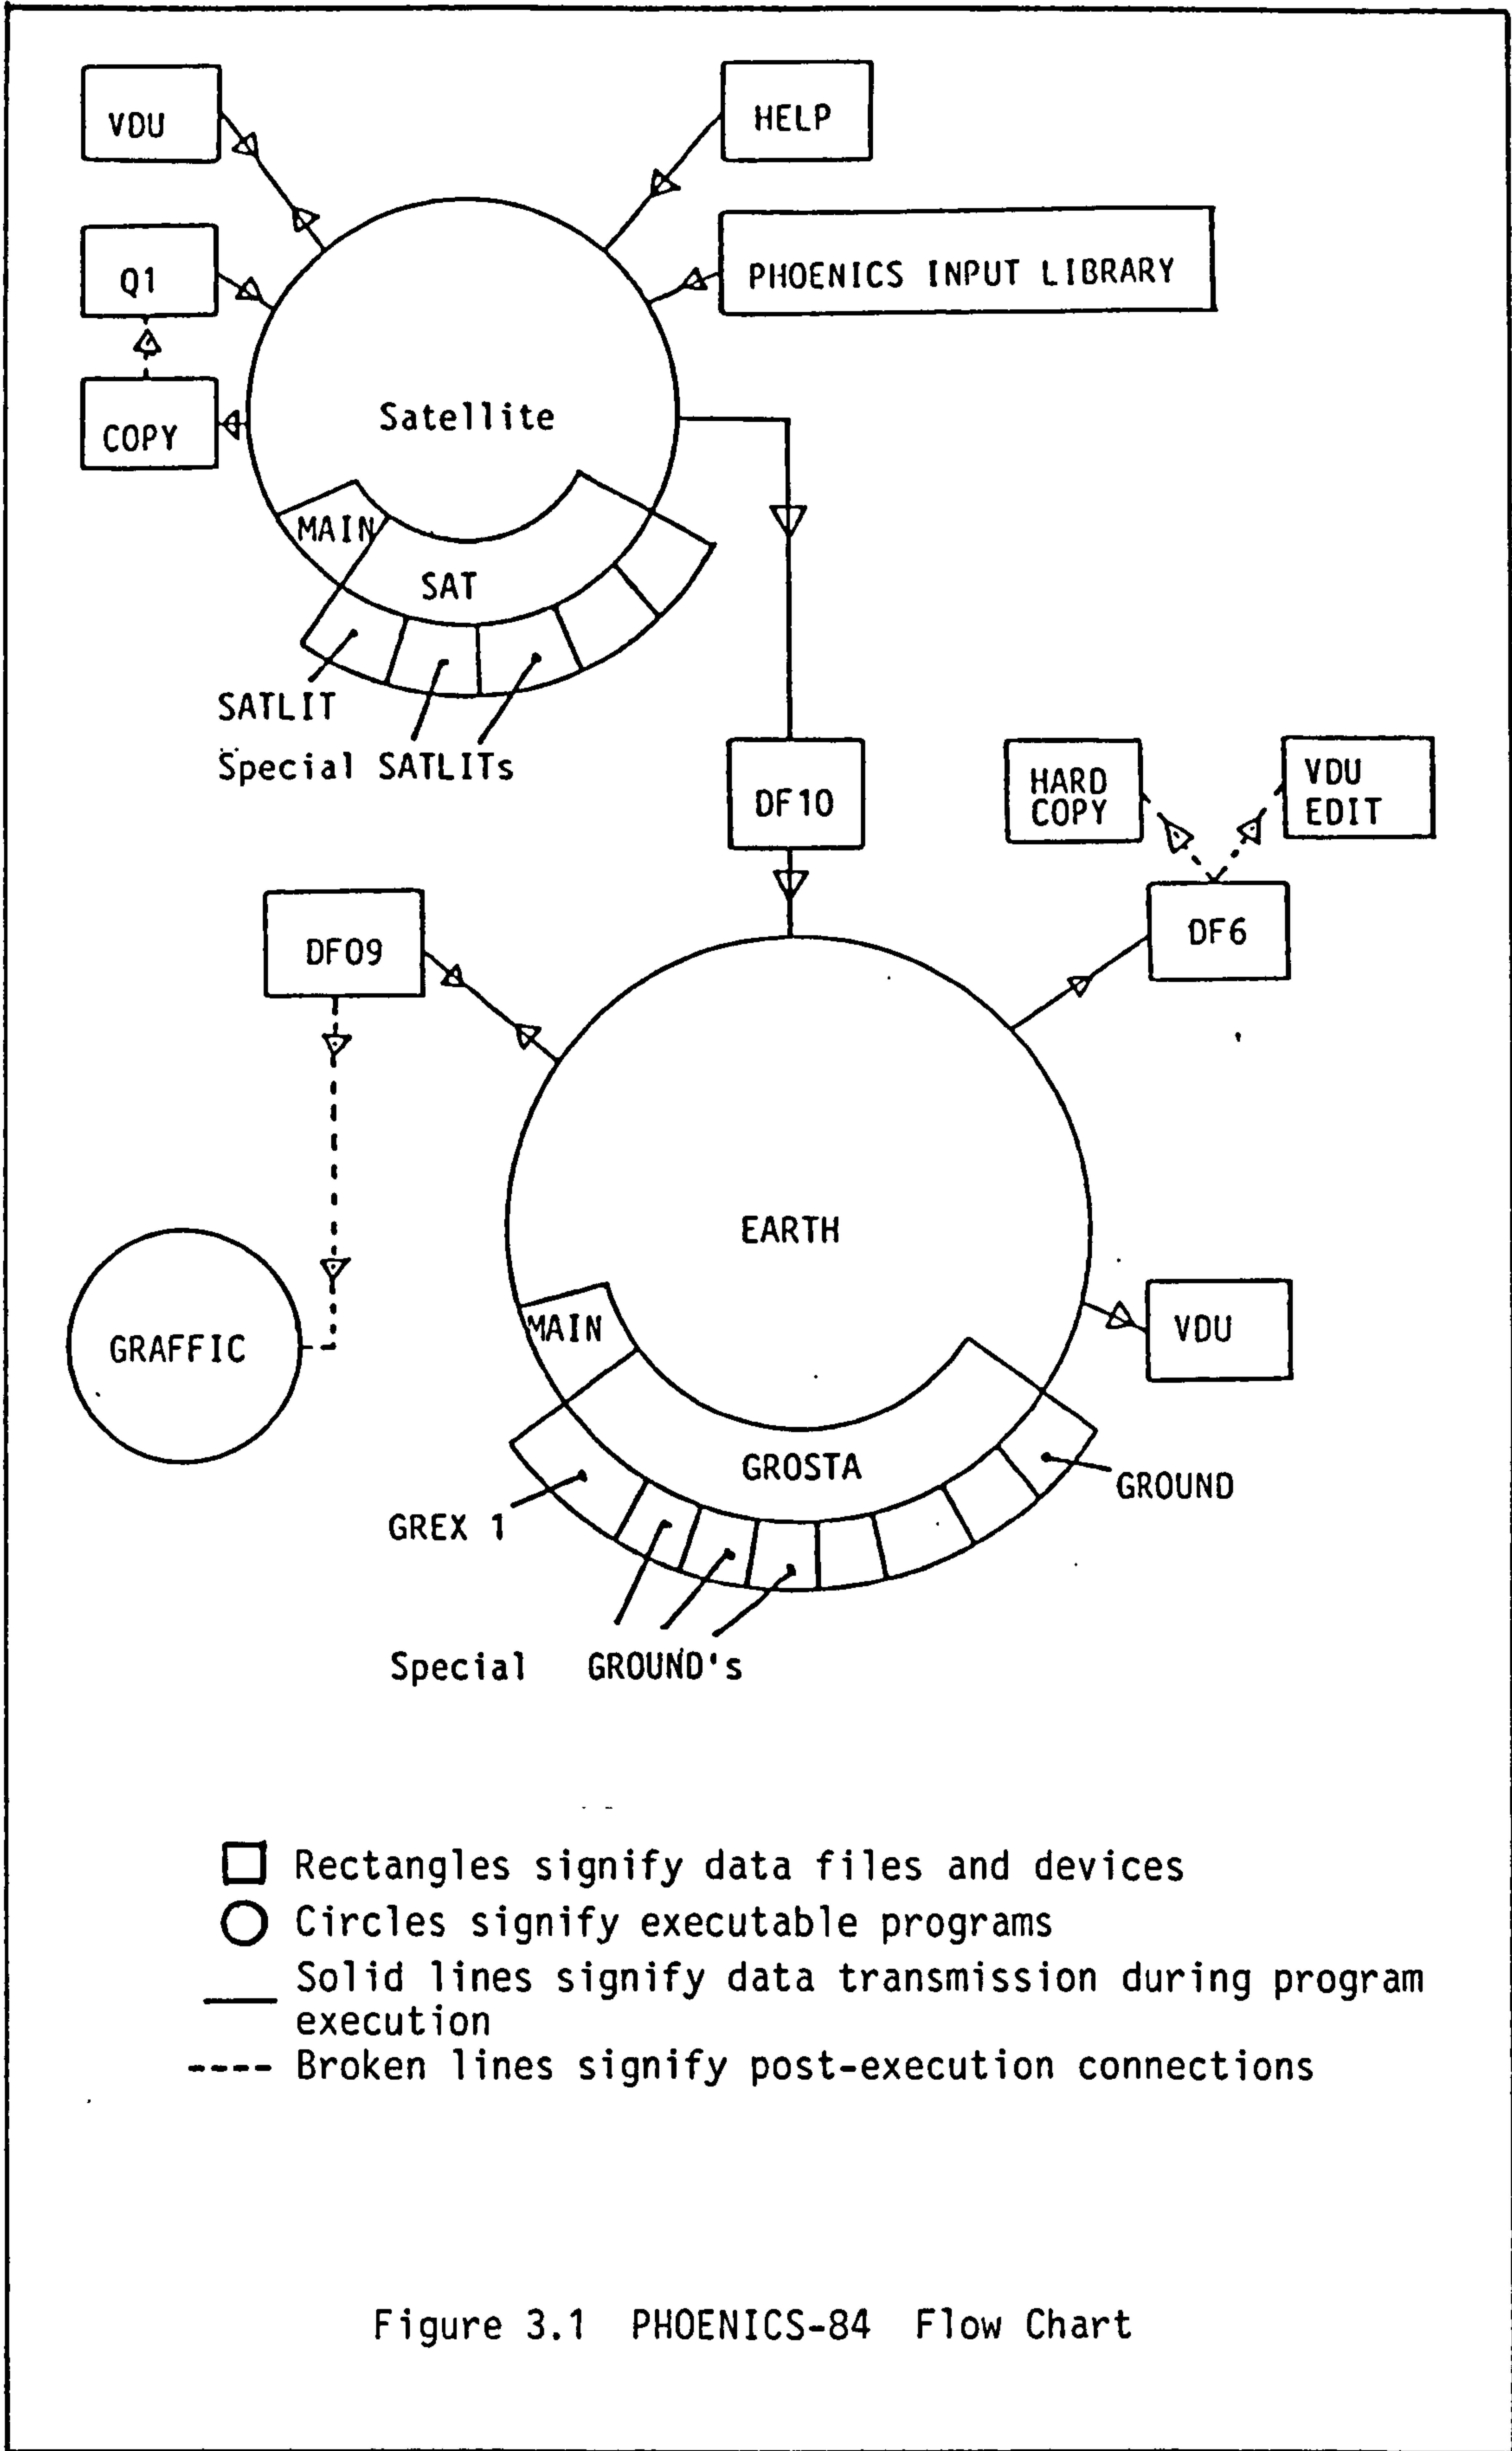 VDU
HELP
Q1
PHOENICS INPUT LIBRARY
COPY
Satellite
MAIN
SAT
SATLIT
Special SATLITs
DF10
HARD
COPY
VDU
EDIT
DF09
DF6
EARTH
MAIN
VDU
GRAFFIC
GROSTA
GROUND
GREX 1
Special GROUND's
Rectangles signify data files and devices
Circles signify executable programs
Solid lines signify data transmission during program
execution
Broken lines signify post-execution connections
Figure 3.1 PHOENICS-84 Flow Chart